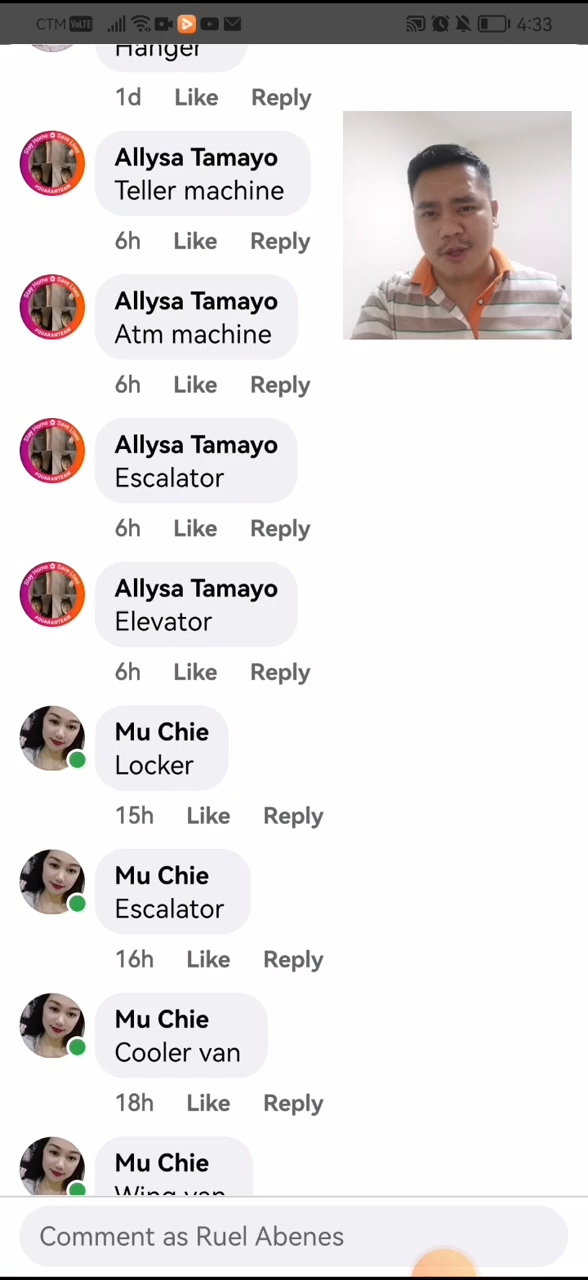 CTM VoLTE 4:33
Hanger
1d Like Reply
Allysa Tamayo
Teller machine
6h Like Reply
Allysa Tamayo
Atm machine
6h Like Reply
Allysa Tamayo
Escalator
6h Like Reply
Allysa Tamayo
Elevator
6h Like Reply
Mu Chie
Locker
15h Like Reply
Mu Chie
Escalator
16h Like Reply
Mu Chie
Cooler van
18h Like Reply
Mu Chie
Wing van
Comment as Ruel Abenes